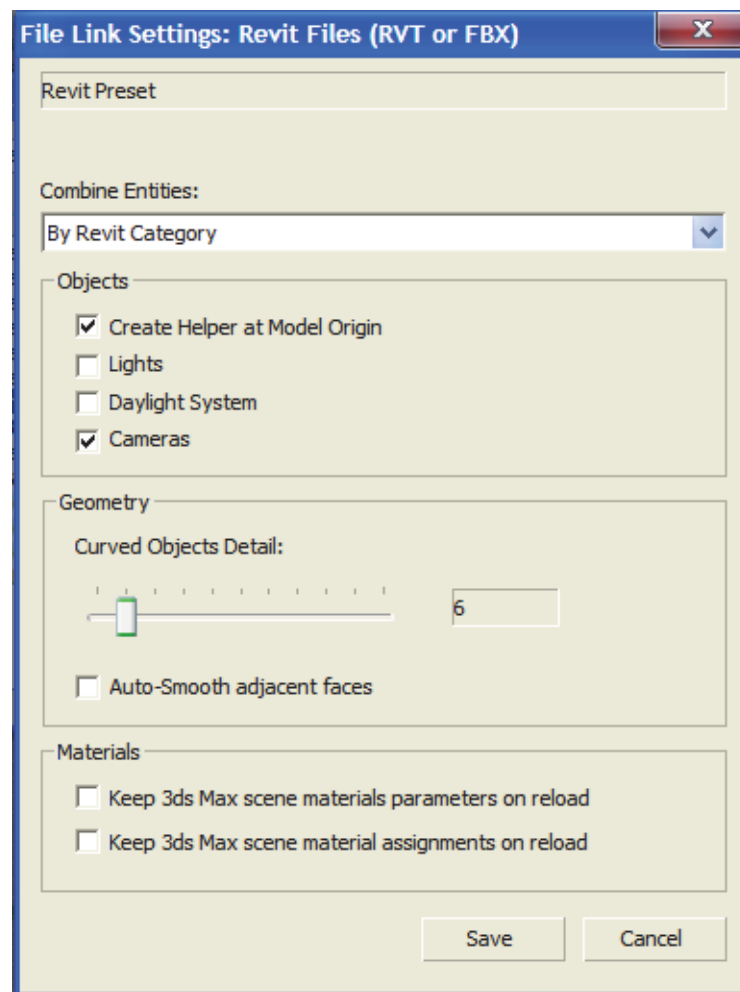 File Link Settings: Revit Files (RVT or FBX)
Revit Preset
Combine Entities:
By Revit Category
Objects
Create Helper at Model Origin
Lights
Daylight System
Cameras
Geometry
Curved Objects Detail:
6
Auto-Smooth adjacent faces
Materials
Keep 3ds Max scene materials parameters on reload
Keep 3ds Max scene material assignments on reload
Save Cancel